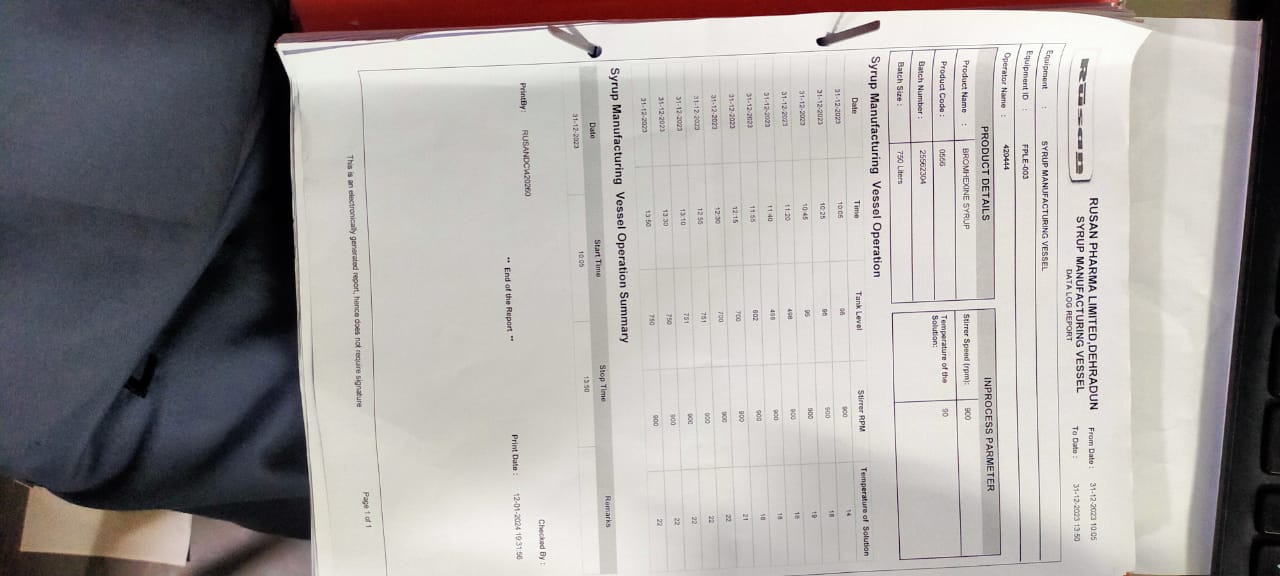 Rusan
RUSAN PHARMA LIMITED,DEHRADUN
SYRUP MANUFACTURING VESSEL
DATA LOG REPORT
From Date : 31-12-2023 10:05
To Date : 31-12-2023 13:50
Equipment : SYRUP MANUFACTURING VESSEL
Equipment ID : FPLE-003
Operator Name : 420444
PRODUCT DETAILS
Product Name : BROMHEXINE SYRUP
Product Code : 0556
Batch Number : 25562304
Batch Size : 750 Liters
INPROCESS PARMETER
Stirrer Speed (rpm): 900
Temperature of the 90
Solution:
Syrup Manufacturing Vessel Operation
Date Time Tank Level Stirrer RPM Temperature of Solution
31-12-2023 10:05 96 900 14
31-12-2023 10:25 96 900 18
31-12-2023 10:45 95 900 19
31-12-2023 11:20 498 900 18
31-12-2023 11:40 498 900 18
31-12-2023 11:55 602 900 18
31-12-2023 12:15 700 900 21
31-12-2023 12:30 700 900 22
31-12-2023 12:55 751 900 22
31-12-2023 13:10 751 900 22
31-12-2023 13:30 750 900 22
31-12-2023 13:50 750 900 22
Syrup Manufacturing Vessel Operation Summary
Date Start Time Stop Time Remarks
31-12-2023 10:05 13:50
Checked By :
PrintBy: RUSANDC\420260
** End of the Report **
Print Date : 12-01-2024 19:31:56
This is an electronically generated report, hence does not require signature
Page 1 of 1